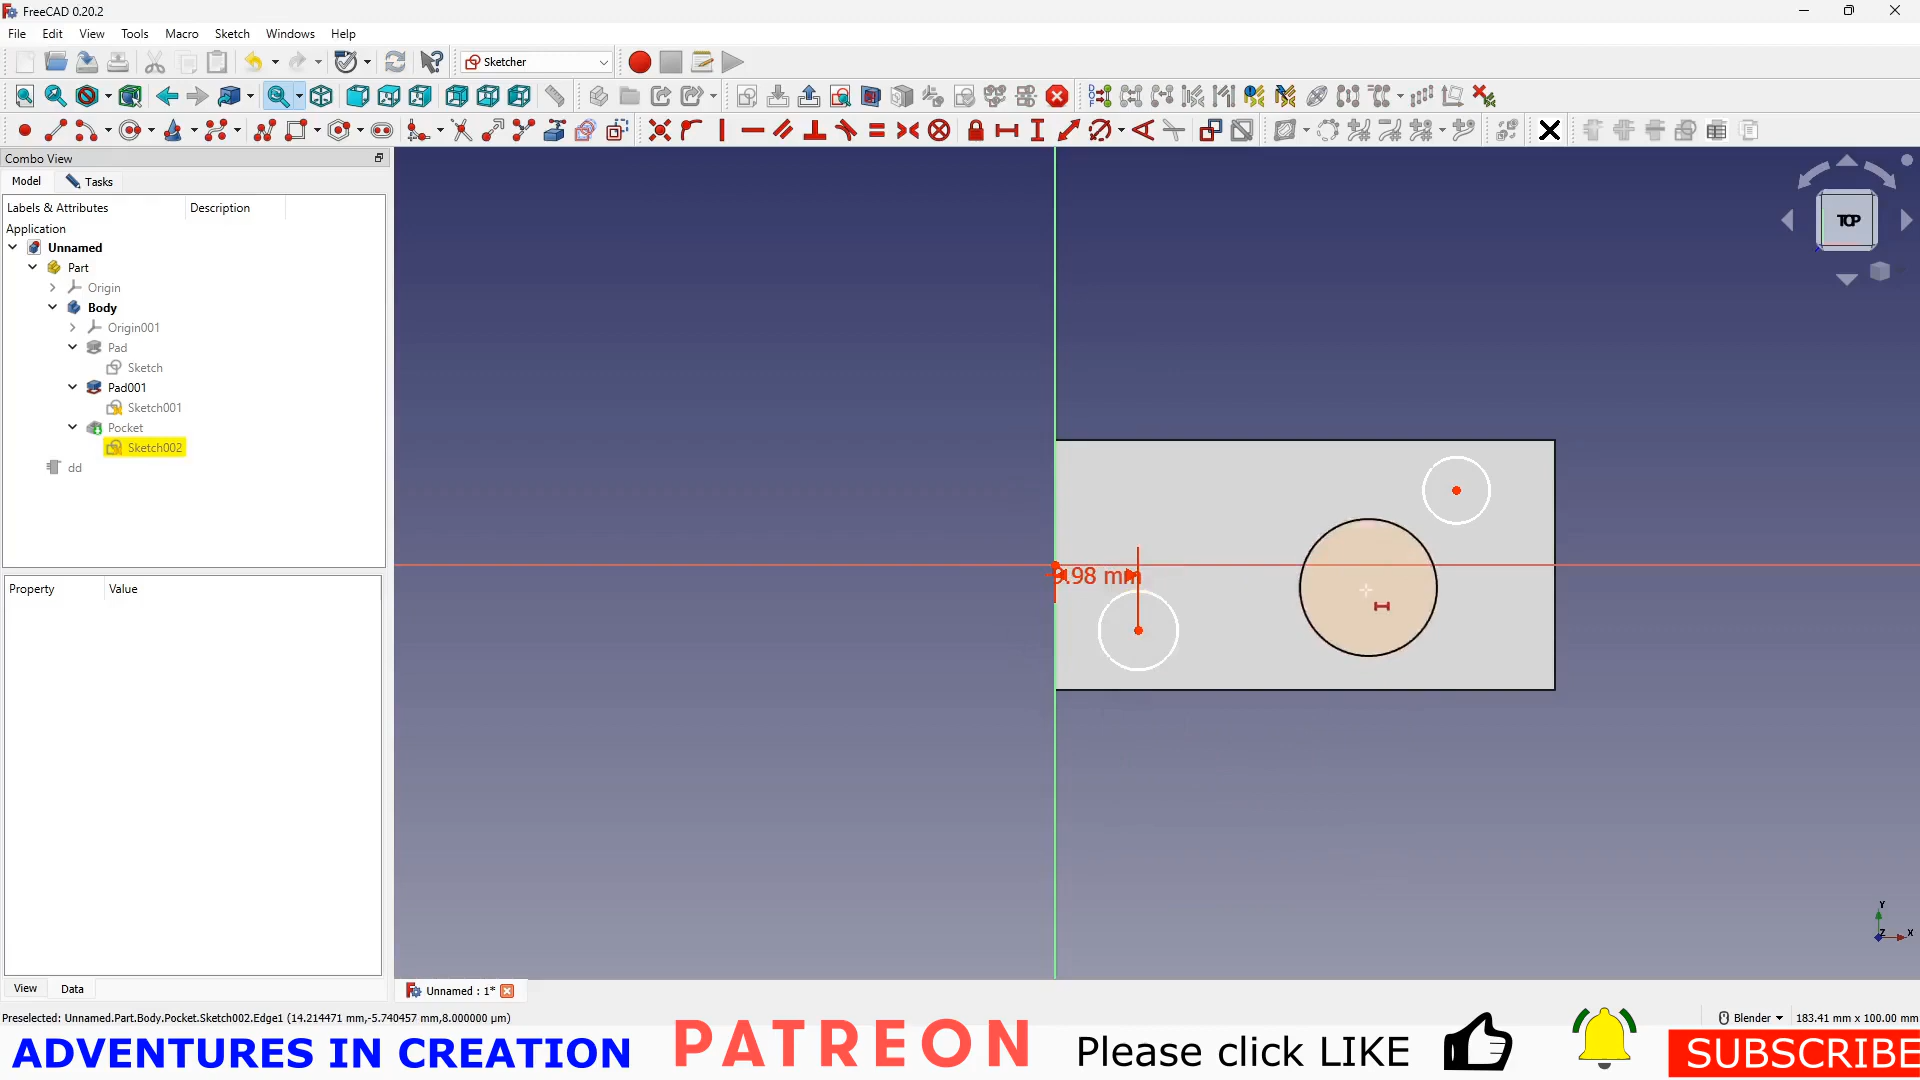 FreeCAD 0.20.2
File Edit View Tools Macro Sketch Windows Help
Sketcher
Combo View
Model Tasks
Labels & Attributes Description
Application
Unnamed
Part
Origin
Body
Origin001
Pad
Sketch
Pad001
Sketch001
Pocket
Sketch002
dd
Property Value
View Data
TOP
9.98 mm
Y
Z X
Unnamed : 1*
Preselected: Unnamed.Part.Body.Pocket.Sketch002.Edge1 (14.214471 mm,-5.740457 mm,8.000000 µm)
Blender 183.41 mm x 100.00 mm
ADVENTURES IN CREATION PATREON Please click LIKE SUBSCRIBE